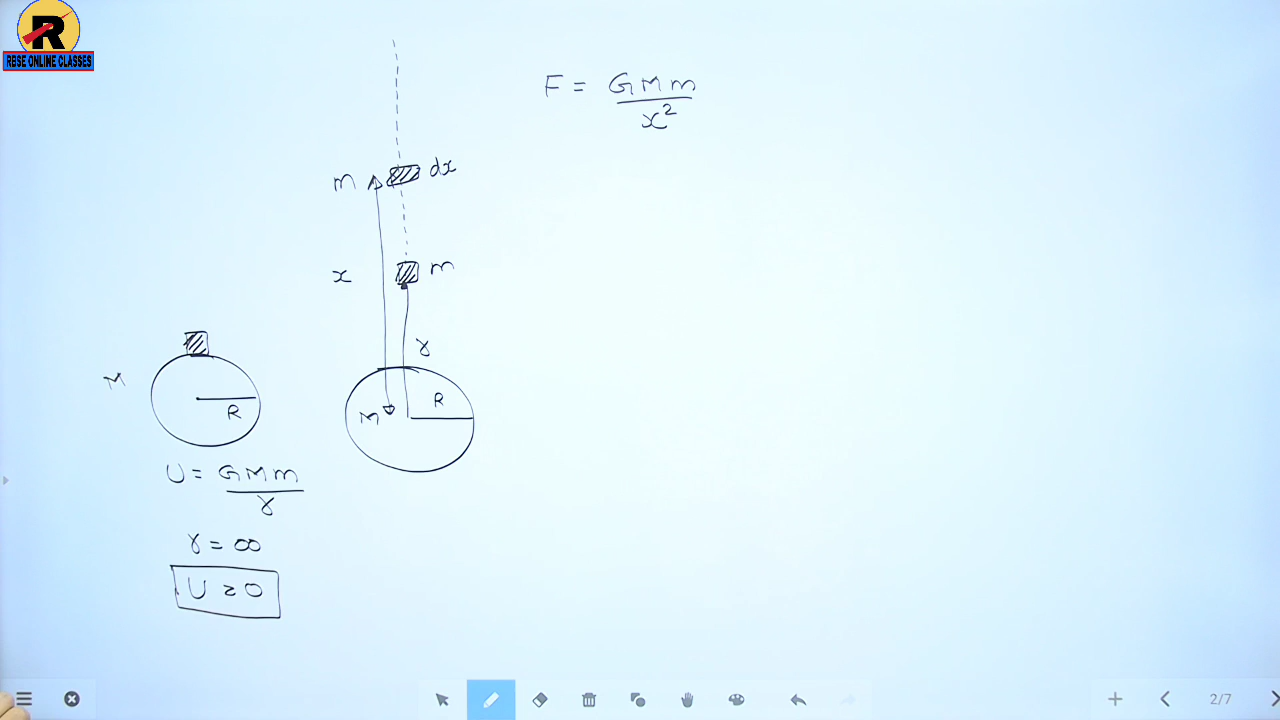 R
RBSE ONLINE CLASSES
F = GMm
x²
m dx
x m
r
M R
M R
U = GMm
r
r = ∞
U = 0
2/7